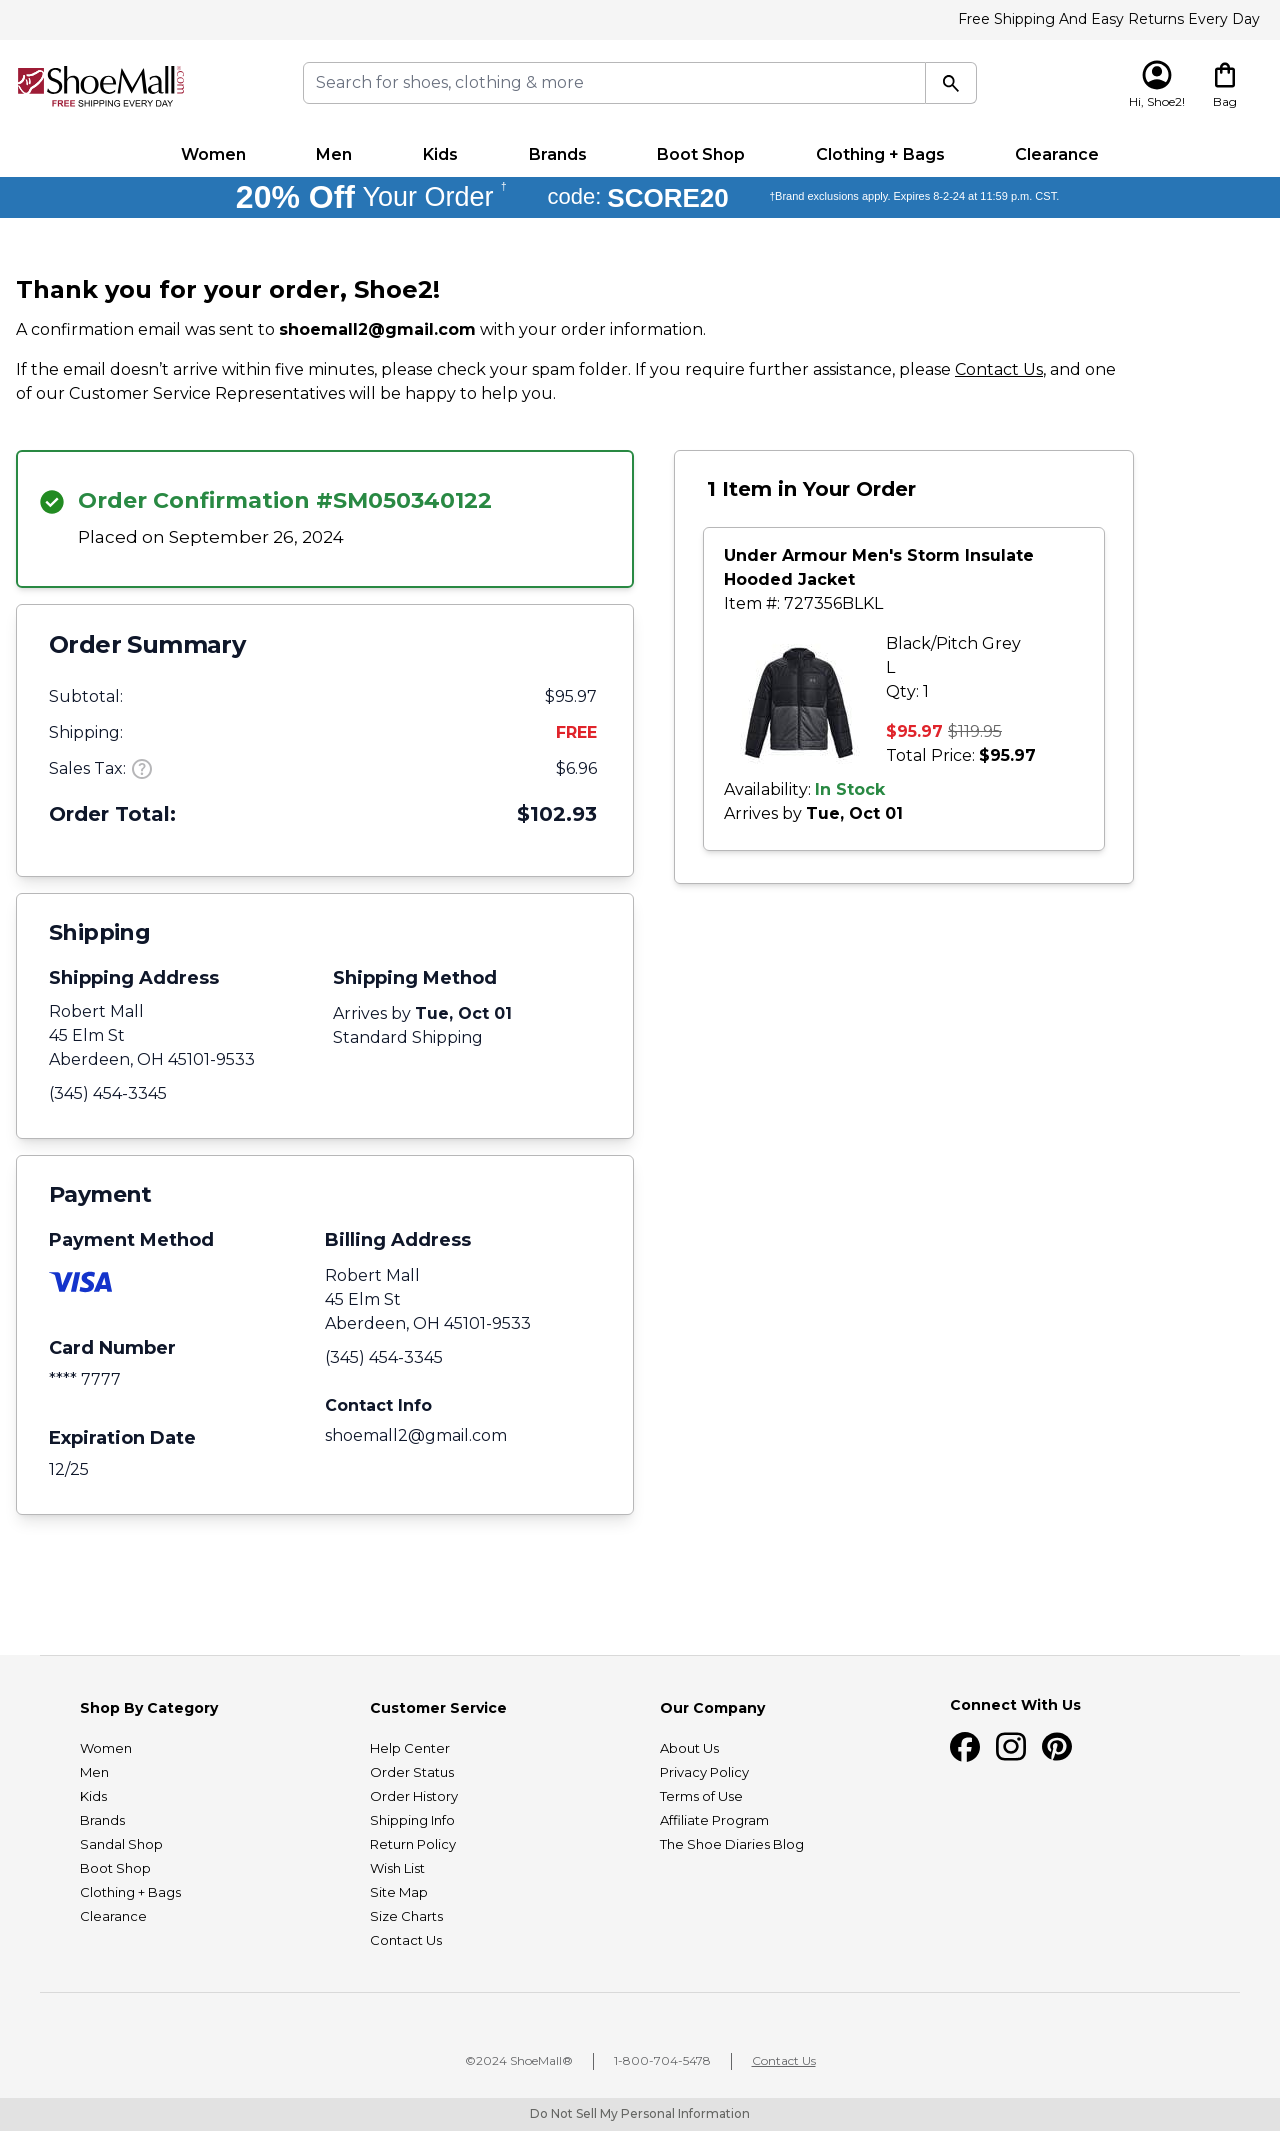 Free Shipping And Easy Returns Every Day
ShoeMall®.com
FREE SHIPPING EVERY DAY
Search for shoes, clothing & more
Hi, Shoe2!
Bag
Women Men Kids Brands Boot Shop Clothing + Bags Clearance
20% Off Your Order † code: SCORE20 †Brand exclusions apply. Expires 8-2-24 at 11:59 p.m. CST.
Thank you for your order, Shoe2!
A confirmation email was sent to shoemall2@gmail.com with your order information.
If the email doesn’t arrive within five minutes, please check your spam folder. If you require further assistance, please Contact Us, and one
of our Customer Service Representatives will be happy to help you.
Order Confirmation #SM050340122
Placed on September 26, 2024
Order Summary
Subtotal: $95.97
Shipping: FREE
Sales Tax: ? $6.96
Order Total: $102.93
Shipping
Shipping Address
Robert Mall
45 Elm St
Aberdeen, OH 45101-9533
(345) 454-3345
Shipping Method
Arrives by Tue, Oct 01
Standard Shipping
Payment
Payment Method
VISA
Card Number
**** 7777
Expiration Date
12/25
Billing Address
Robert Mall
45 Elm St
Aberdeen, OH 45101-9533
(345) 454-3345
Contact Info
shoemall2@gmail.com
1 Item in Your Order
Under Armour Men's Storm Insulate
Hooded Jacket
Item #: 727356BLKL
Black/Pitch Grey
L
Qty: 1
$95.97 $119.95
Total Price: $95.97
Availability: In Stock
Arrives by Tue, Oct 01
Shop By Category
Women
Men
Kids
Brands
Sandal Shop
Boot Shop
Clothing + Bags
Clearance
Customer Service
Help Center
Order Status
Order History
Shipping Info
Return Policy
Wish List
Site Map
Size Charts
Contact Us
Our Company
About Us
Privacy Policy
Terms of Use
Affiliate Program
The Shoe Diaries Blog
Connect With Us
©2024 ShoeMall® 1-800-704-5478 Contact Us
Do Not Sell My Personal Information